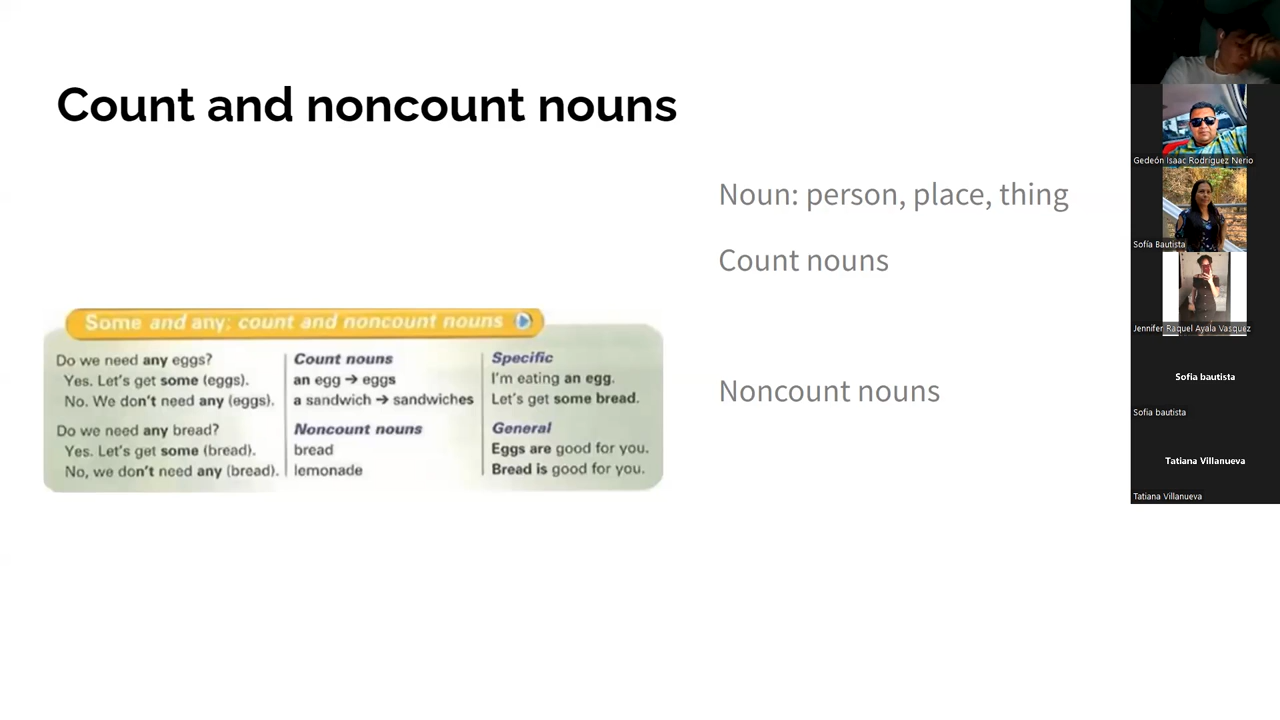 Count and noncount nouns
Noun: person, place, thing
Count nouns
Noncount nouns
Some and any; count and noncount nouns
Do we need any eggs?
Yes. Let's get some (eggs).
No. We don't need any (eggs).
Do we need any bread?
Yes. Let's get some (bread).
No, we don't need any (bread).
Count nouns
an egg → eggs
a sandwich → sandwiches
Noncount nouns
bread
lemonade
Specific
I'm eating an egg.
Let's get some bread.
General
Eggs are good for you.
Bread is good for you.
Gedeón Isaac Rodríguez Nerio
Sofía Bautista
Jennifer Raquel Ayala Vasquez
Sofia bautista
Sofia bautista
Tatiana Villanueva
Tatiana Villanueva